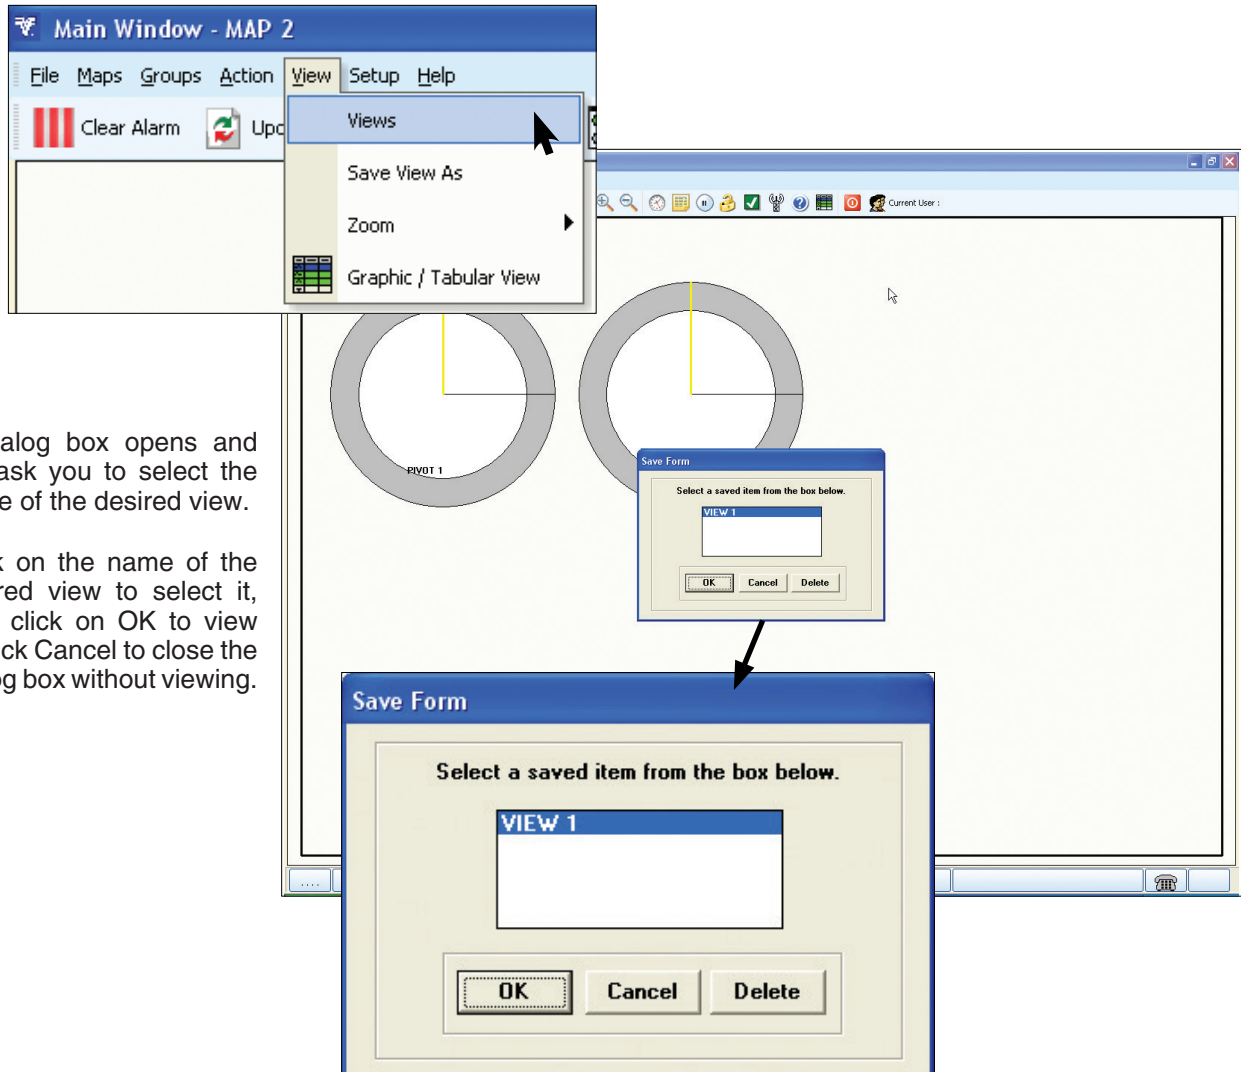 Main Window - MAP 2
File Maps Groups Action View Setup Help
Clear Alarm
Views
Save View As
Zoom
Graphic / Tabular View
Current User :
PIVOT 1
box opens and
ask you to select the
of the desired view.
on the name of the
view to select it,
click on OK to view
Cancel to close the
box without viewing.
Save Form
Select a saved item from the box below.
VIEW 1
OK Cancel Delete
Save Form
Select a saved item from the box below.
VIEW 1
OK Cancel Delete